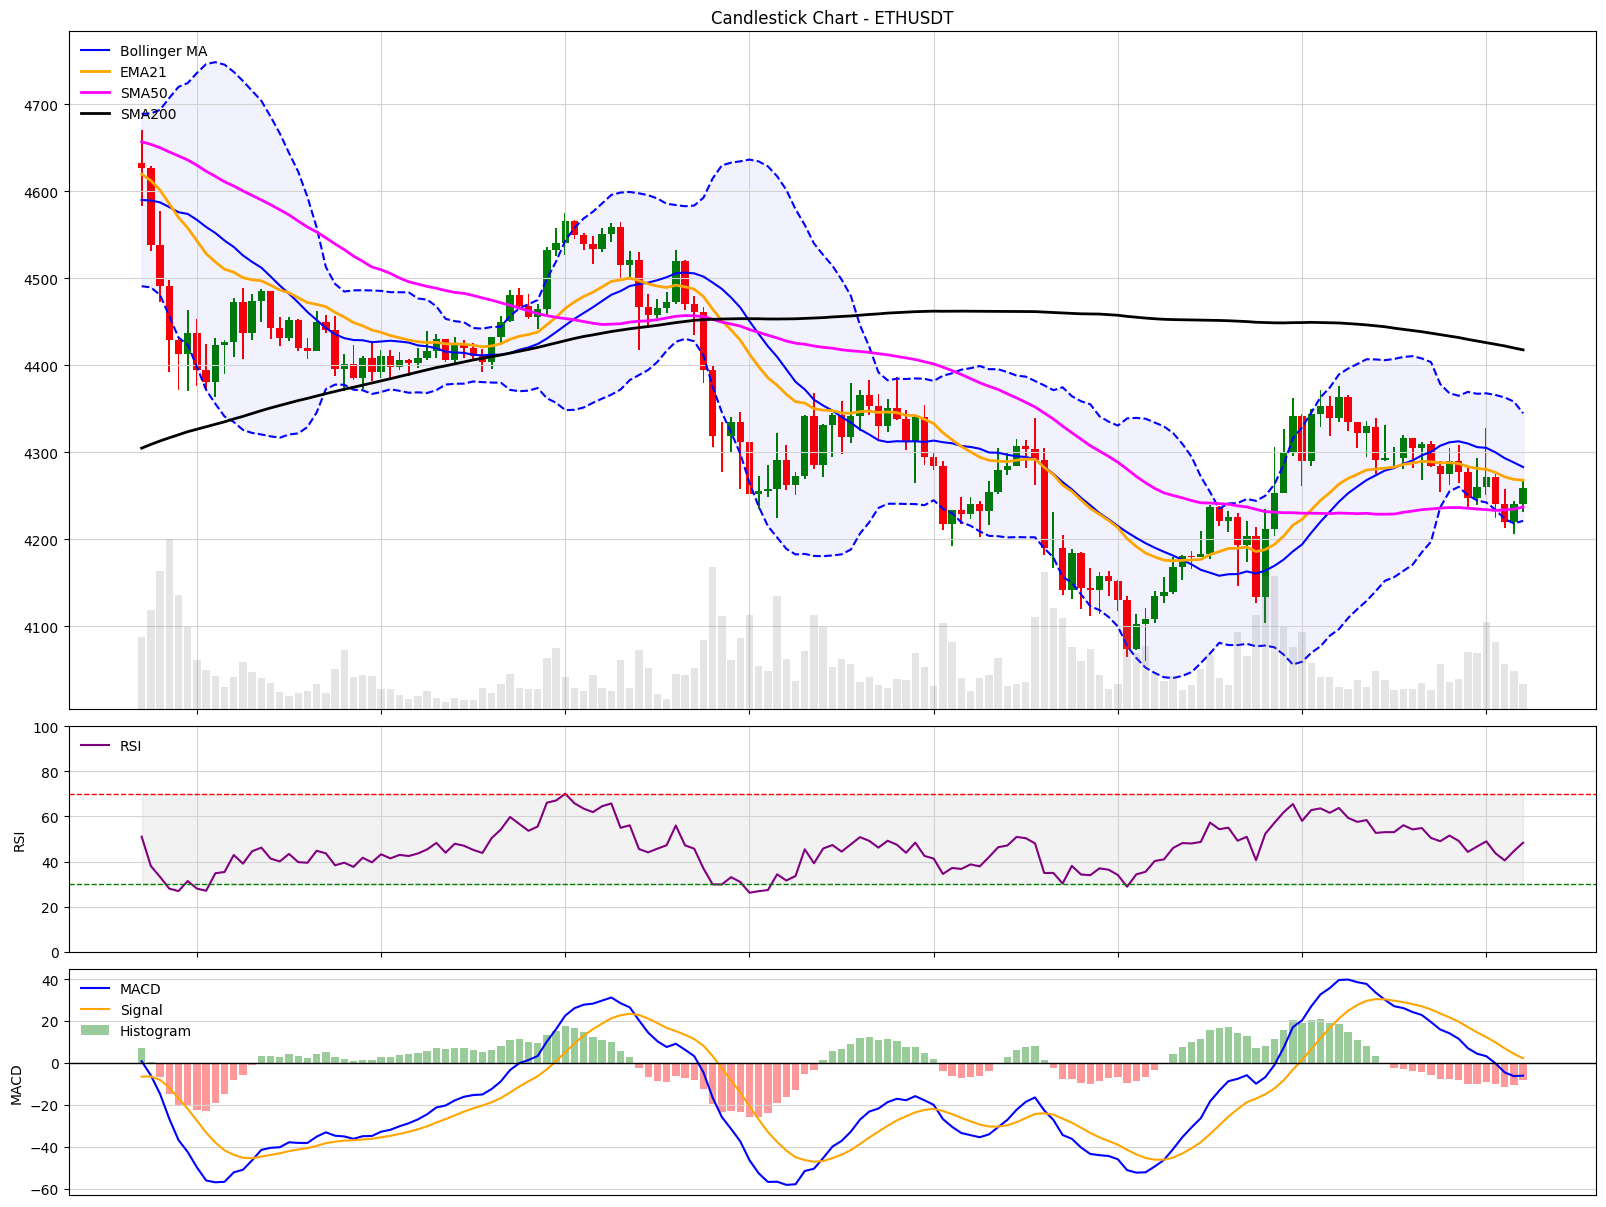 Candlestick Chart - ETHUSDT
Bollinger MA
EMA21
SMA50
SMA200
4700
4600
4500
4400
4300
4200
4100
RSI
100
80
60
40
20
0
RSI
MACD
Signal
Histogram
40
20
0
−20
−40
−60
MACD